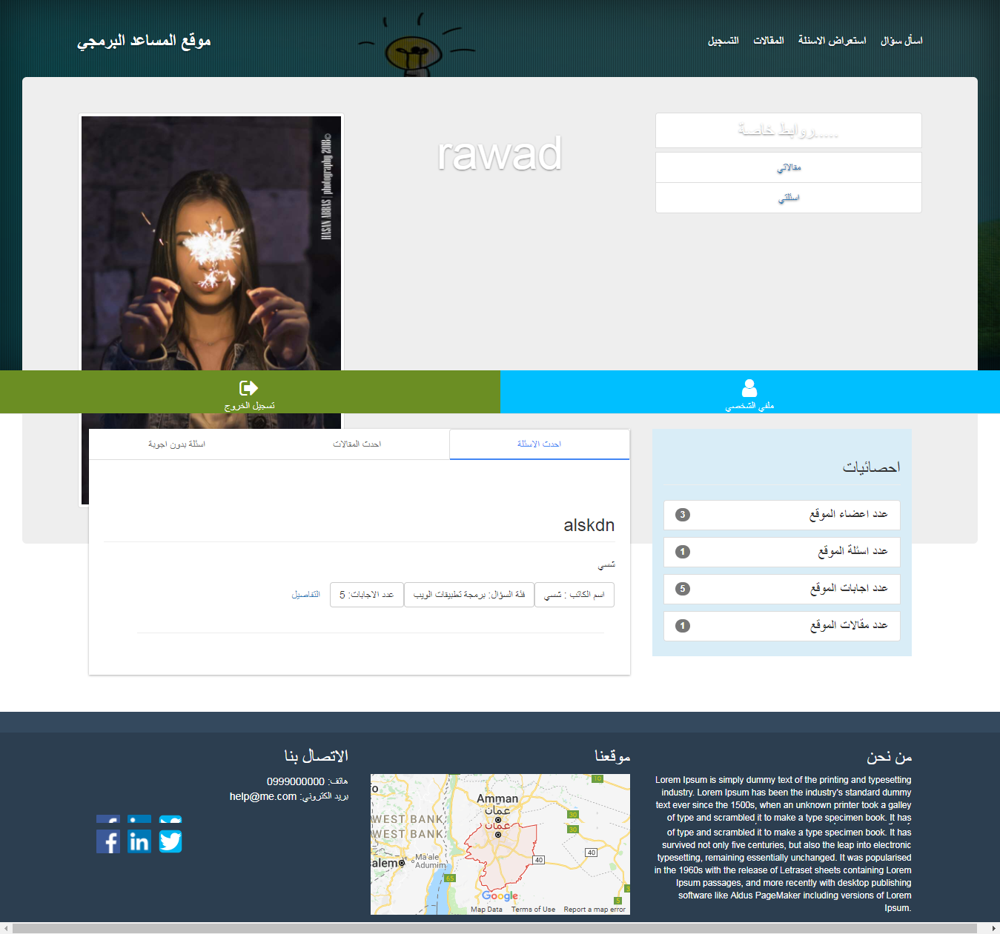 موقع المساعد البرمجي
اسأل سؤال
استعراض الاسئلة
المقالات
التسجيل
HASAN ABBAS | photography 2018©
rawad
روابط خاصة.....
مقالاتي
اسئلتي
ملفي الشخصي
تسجيل الخروج
احدث الاسئلة
احدث المقالات
اسئلة بدون اجوبة
alskdn
شسي
اسم الكاتب : شسي
فئة السؤال: برمجة تطبيقات الويب
عدد الاجابات: 5
التفاصيل
احصائيات
عدد اعضاء الموقع 3
عدد اسئلة الموقع 1
عدد اجابات الموقع 5
عدد مقالات الموقع 1
من نحن
Lorem Ipsum is simply dummy text of the printing and typesetting
industry. Lorem Ipsum has been the industry's standard dummy
text ever since the 1500s, when an unknown printer took a galley
of type and scrambled it to make a type specimen book. It has
of type and scrambled it to make a type specimen book. It has
survived not only five centuries, but also the leap into electronic
typesetting, remaining essentially unchanged. It was popularised
in the 1960s with the release of Letraset sheets containing Lorem
Ipsum passages, and more recently with desktop publishing
software like Aldus PageMaker including versions of Lorem
Ipsum.
موقعنا
10
Amman
عمان
عمان
30
30
WEST BANK
WEST BANK
40
40
Ma'ale
Adumim
65
5
Google
Map Data
Terms of Use
Report a map error
الاتصال بنا
هاتف: 0999000000
بريد الكتروني: help@me.com